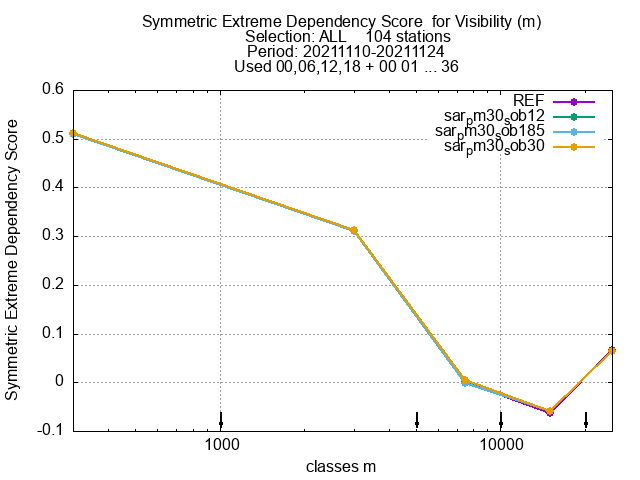 Symmetric Extreme Dependency Score  for Visibility (m)
Selection: ALL    104 stations
Period: 20211110-20211124
Used 00,06,12,18 + 00 01 ... 36
REF
sarpm30sob12
sarpm30sob185
sarpm30sob30
0.6
0.5
0.4
0.3
0.2
0.1
0
-0.1
Symmetric Extreme Dependency Score
1000 10000
classes m